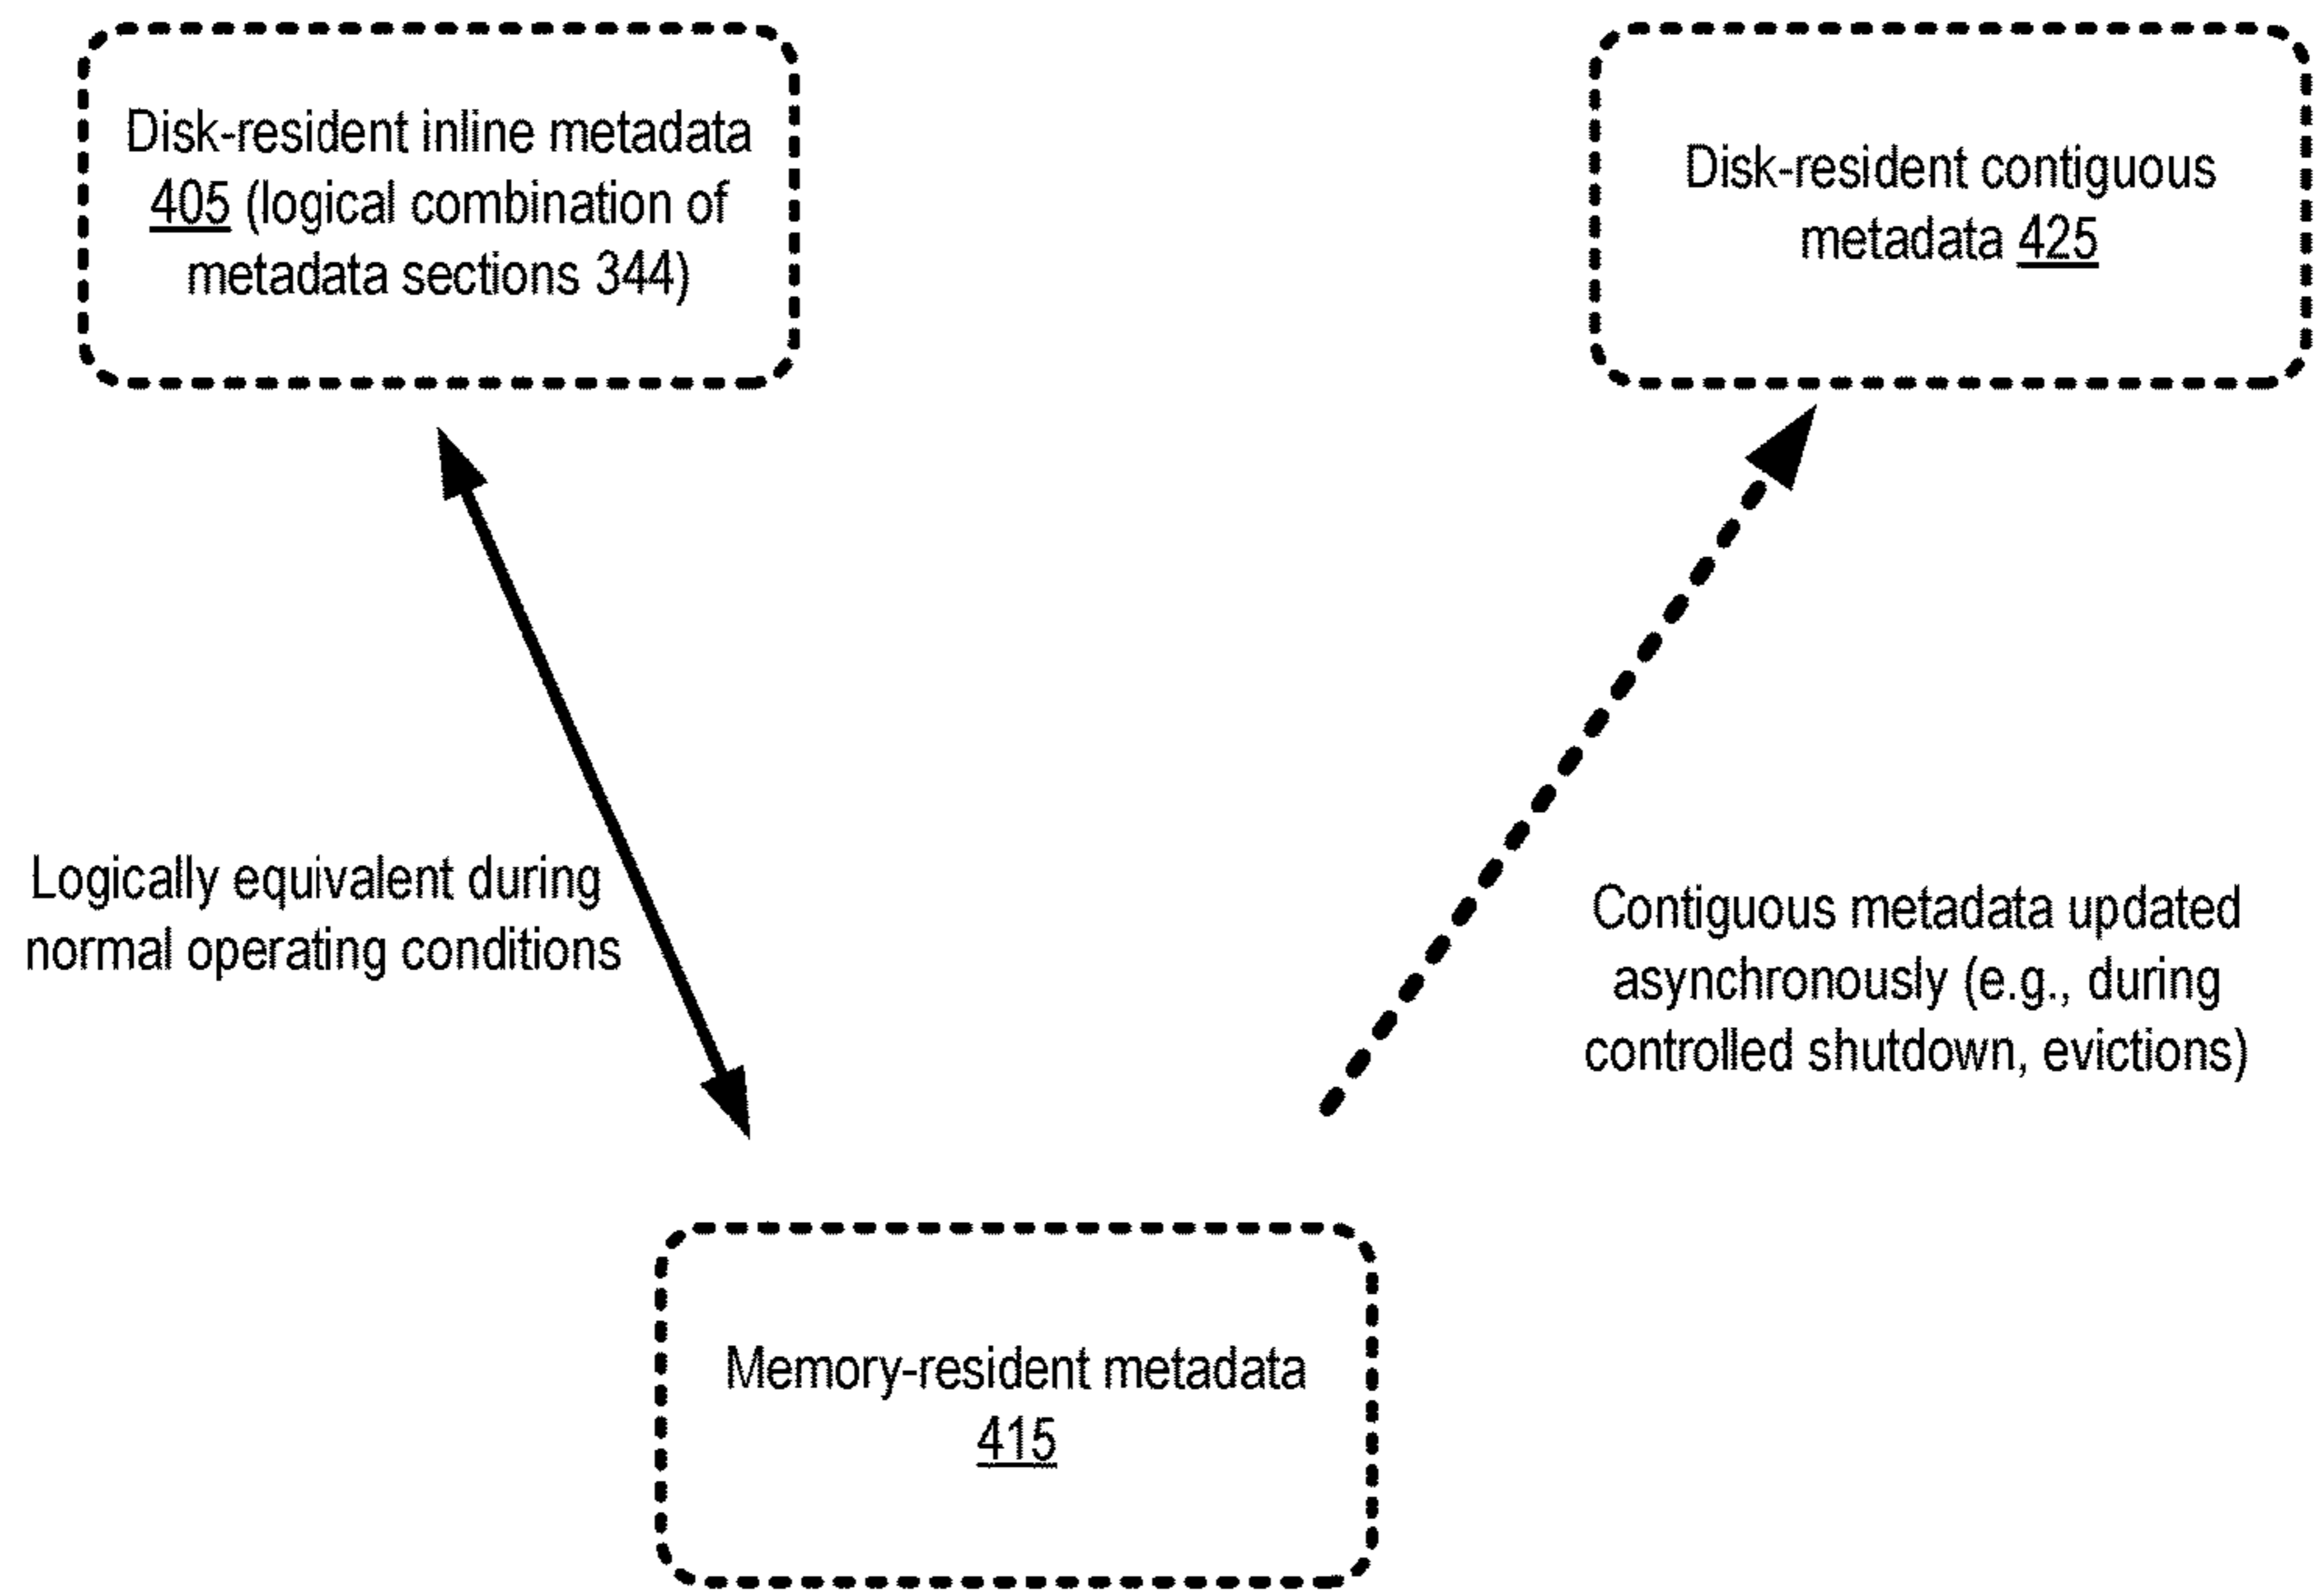 Disk-resident inline metadata
405 (logical combination of
metadata sections 344)
Disk-resident contiguous
metadata 425
Logically equivalent during
normal operating conditions
Contiguous metadata updated
asynchronously (e.g., during
controlled shutdown, evictions)
Memory-resident metadata
415